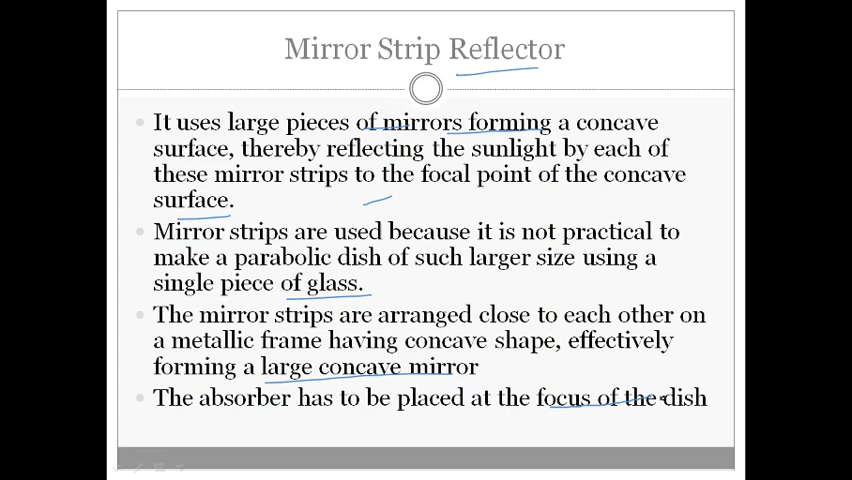 Mirror Strip Reflector
It uses large pieces of mirrors forming a concave
surface, thereby reflecting the sunlight by each of
these mirror strips to the focal point of the concave
surface.
Mirror strips are used because it is not practical to
make a parabolic dish of such larger size using a
single piece of glass.
The mirror strips are arranged close to each other on
a metallic frame having concave shape, effectively
forming a large concave mirror
The absorber has to be placed at the focus of the dish